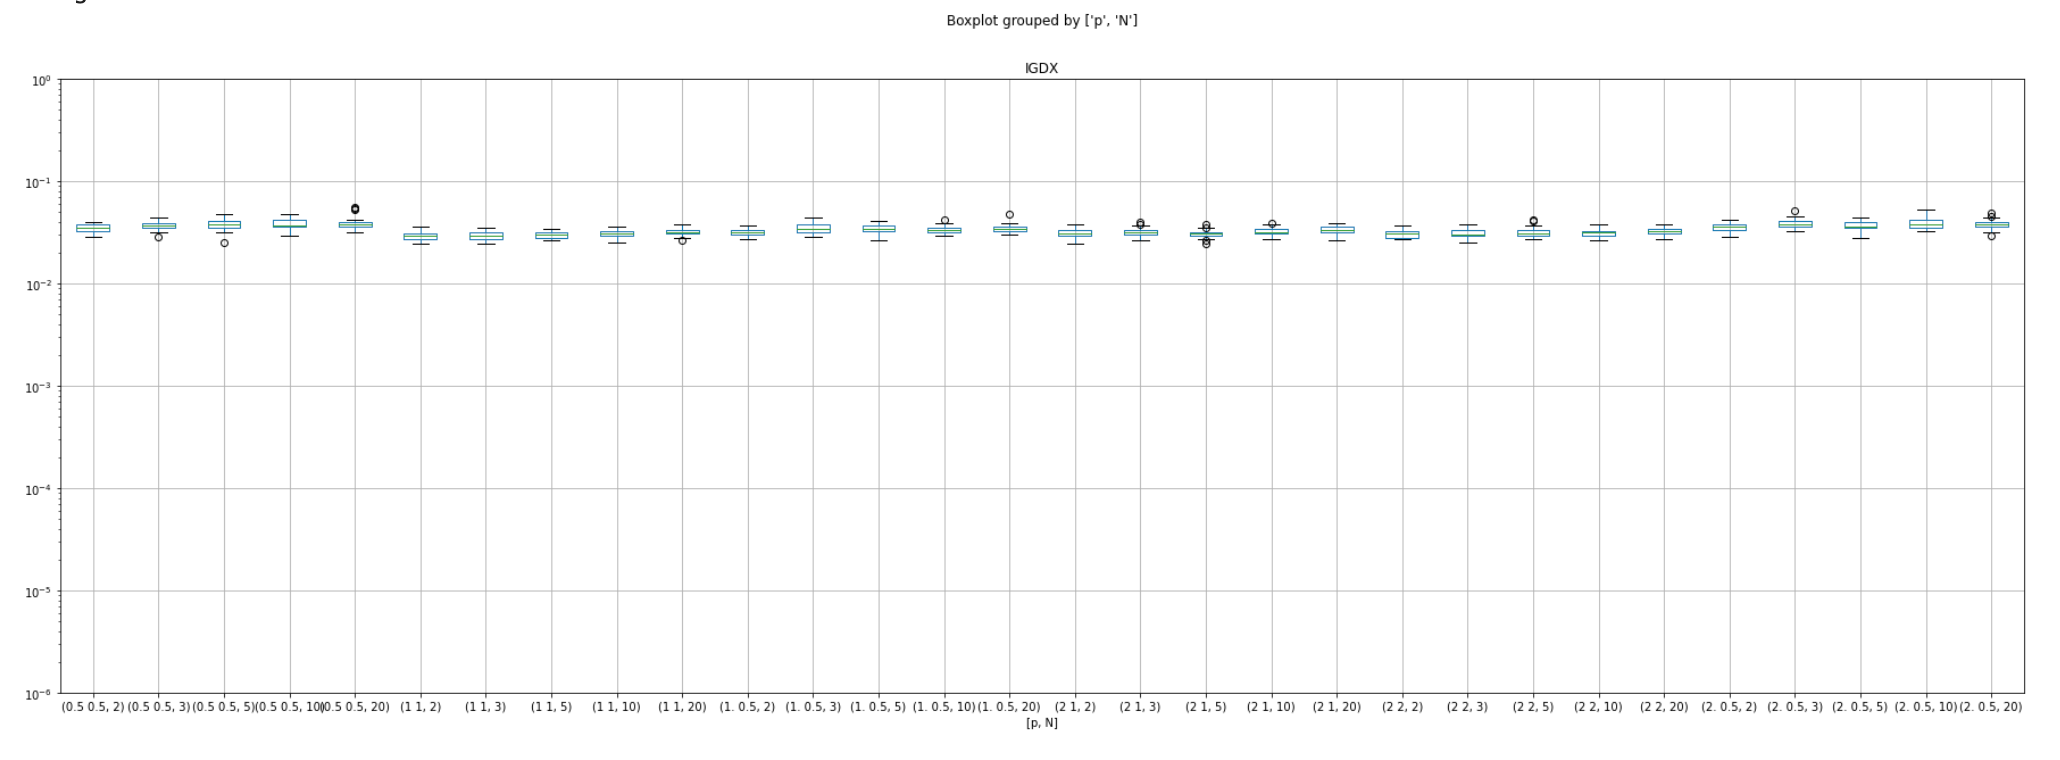 Boxplot grouped by ['p', 'N']
IGDX
10⁰
10⁻¹
10⁻²
10⁻³
10⁻⁴
10⁻⁵
10⁻⁶
(0.5 0.5, 2) (0.5 0.5, 3) (0.5 0.5, 5) (0.5 0.5, 10) (0.5 0.5, 20) (1 1, 2) (1 1, 3) (1 1, 5) (1 1, 10) (1 1, 20) (1. 0.5, 2) (1. 0.5, 3) (1. 0.5, 5) (1. 0.5, 10) (1. 0.5, 20) (2 1, 2) (2 1, 3) (2 1, 5) (2 1, 10) (2 1, 20) (2 2, 2) (2 2, 3) (2 2, 5) (2 2, 10) (2 2, 20) (2. 0.5, 2) (2. 0.5, 3) (2. 0.5, 5) (2. 0.5, 10) (2. 0.5, 20)
[p, N]